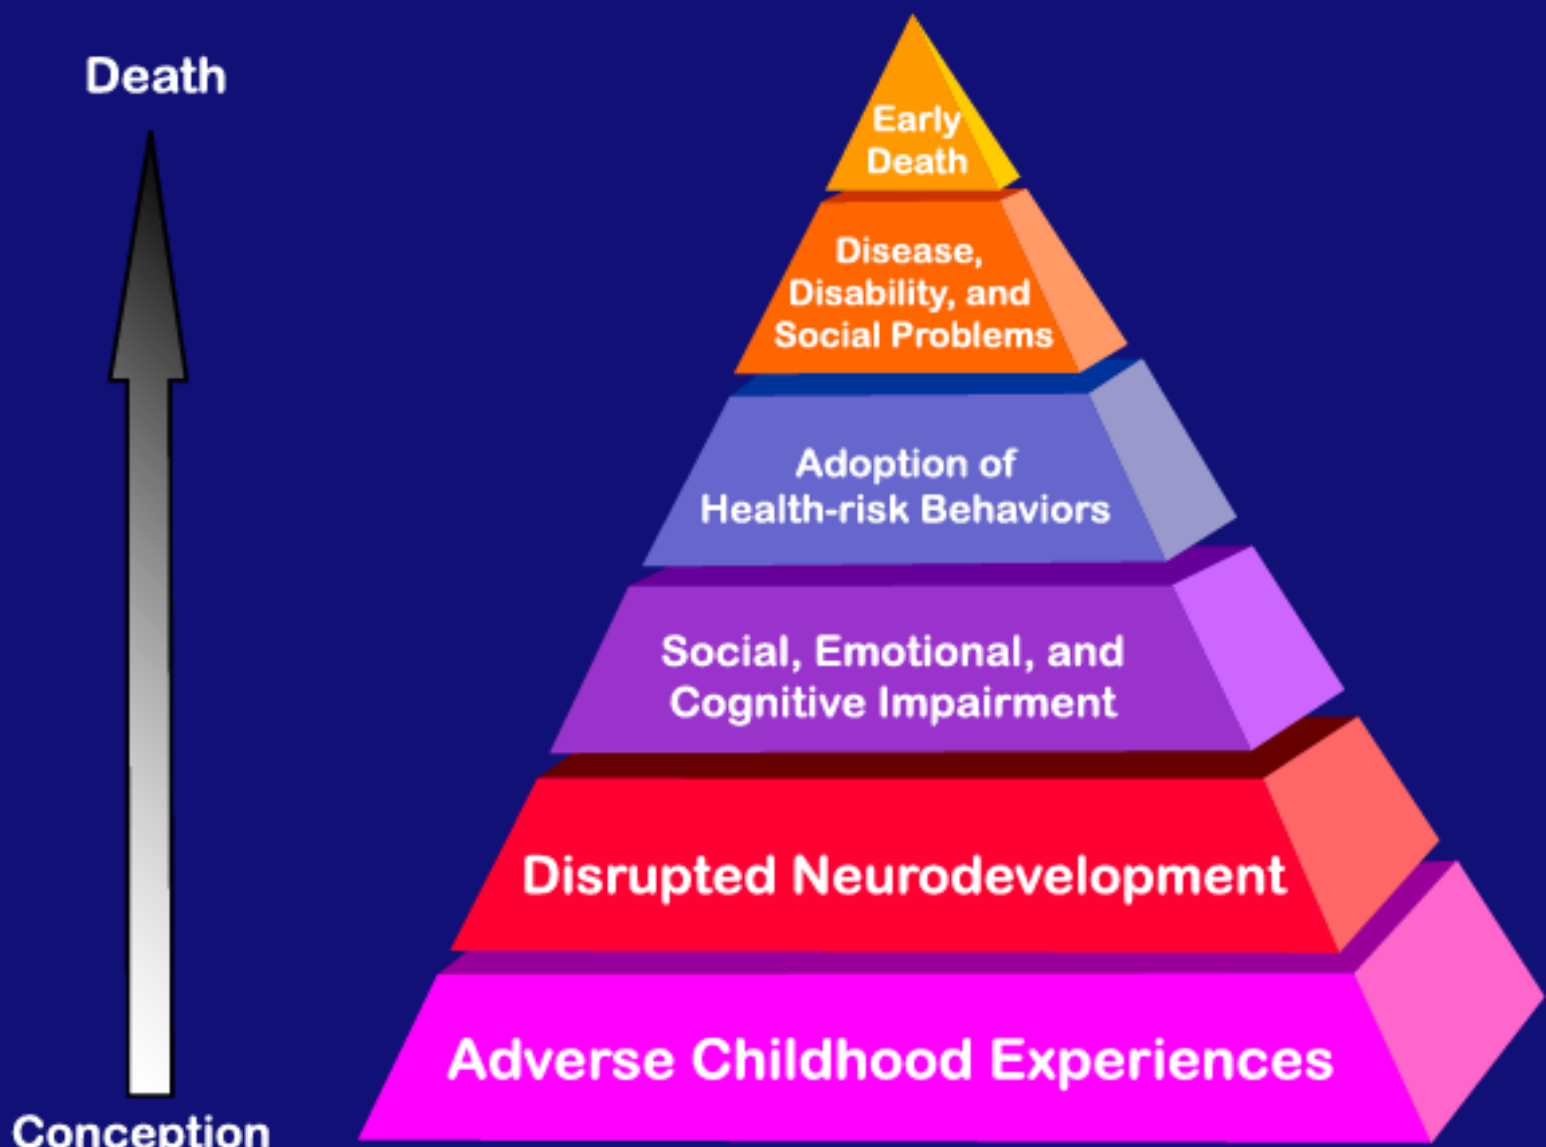 Death
Early
Death
Disease,
Disability, and
Social Problems
Adoption of
Health-risk Behaviors
Social, Emotional, and
Cognitive Impairment
Disrupted Neurodevelopment
Adverse Childhood Experiences
Conception